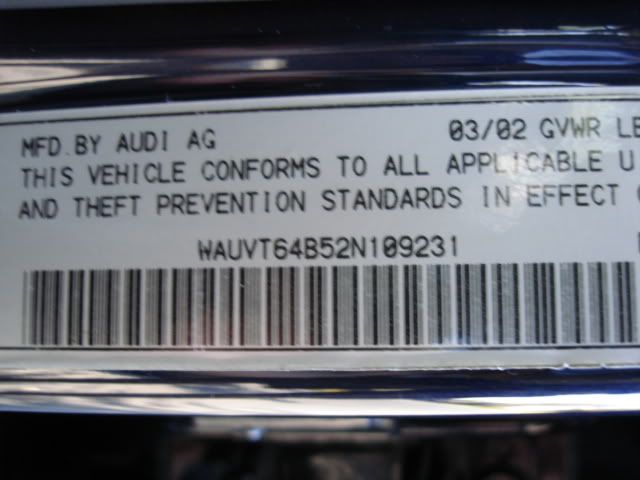 MFD. BY AUDI AG 03/02 GVWR
THIS VEHICLE CONFORMS TO ALL APPLICABLE
AND THEFT PREVENTION STANDARDS IN EFFECT
WAUVT64B52N109231